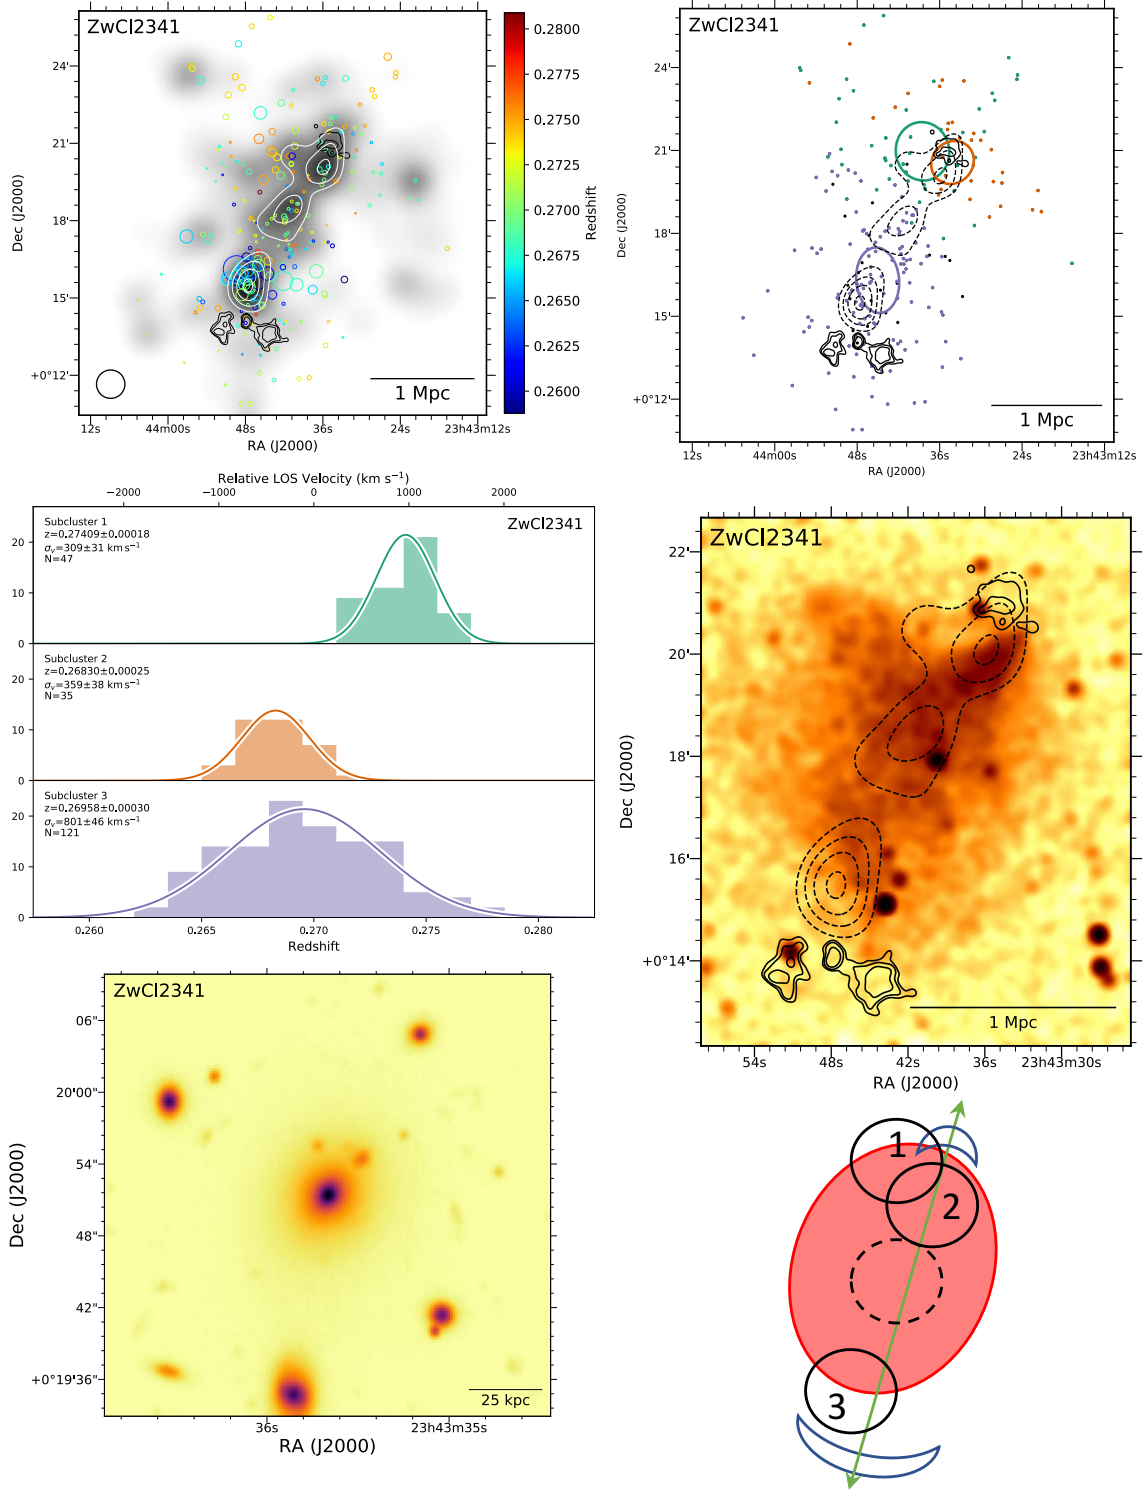 ZwCl2341
24'
21'
18'
15'
+0°12'
Dec (J2000)
12s
44m00s
48s
36s
24s
23h43m12s
RA (J2000)
1 Mpc
0.2800
0.2775
0.2750
0.2725
0.2700
0.2675
0.2650
0.2625
0.2600
Redshift
ZwCl2341
24'
21'
18'
15'
+0°12'
Dec (J2000)
12s
44m00s
48s
36s
24s
23h43m12s
RA (J2000)
1 Mpc
Relative LOS Velocity (km s⁻¹)
−2000
−1000
0
1000
2000
ZwCl2341
Subcluster 1
z=0.27409±0.00018
σᵥ=309±31 km s⁻¹
N=47
20
10
0
Subcluster 2
z=0.26830±0.00025
σᵥ=359±38 km s⁻¹
N=35
10
0
Subcluster 3
z=0.26958±0.00030
σᵥ=801±46 km s⁻¹
N=121
20
10
0
0.260
0.265
0.270
0.275
0.280
Redshift
ZwCl2341
22'
20'
18'
16'
+0°14'
Dec (J2000)
1 Mpc
54s
48s
42s
36s
23h43m30s
RA (J2000)
ZwCl2341
06"
20'00"
54"
48"
42"
+0°19'36"
Dec (J2000)
25 kpc
36s
23h43m35s
RA (J2000)
1
2
3